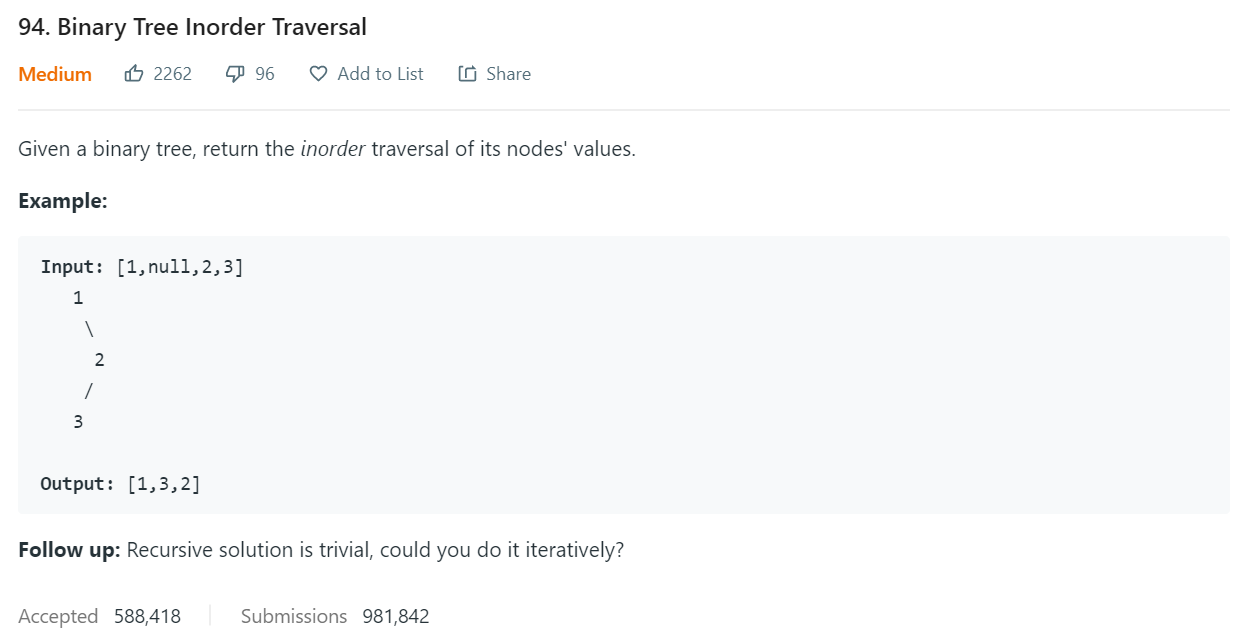 94. Binary Tree Inorder Traversal
Medium 2262 96 Add to List Share
Given a binary tree, return the inorder traversal of its nodes' values.
Example:
Input: [1,null,2,3]
   1
    \
     2
    /
   3
Output: [1,3,2]
Follow up: Recursive solution is trivial, could you do it iteratively?
Accepted 588,418 Submissions 981,842